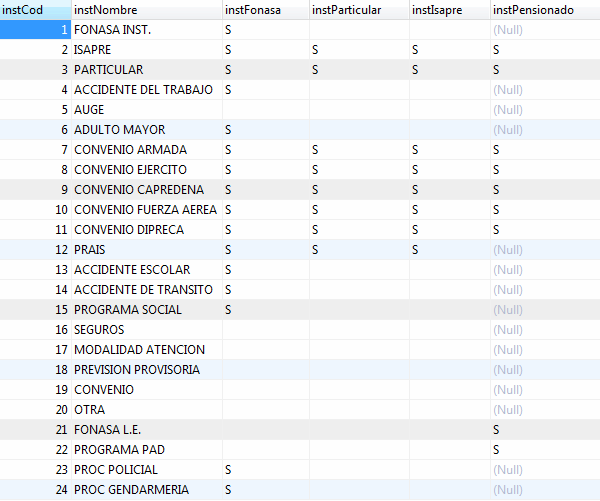 instCod instNombre instFonasa instParticular instIsapre instPensionado
1 FONASA INST. S (Null)
2 ISAPRE S S S S
3 PARTICULAR S S S S
4 ACCIDENTE DEL TRABAJO S (Null)
5 AUGE (Null)
6 ADULTO MAYOR S (Null)
7 CONVENIO ARMADA S S S S
8 CONVENIO EJERCITO S S S S
9 CONVENIO CAPREDENA S S S S
10 CONVENIO FUERZA AEREA S S S S
11 CONVENIO DIPRECA S S S S
12 PRAIS S S S (Null)
13 ACCIDENTE ESCOLAR S (Null)
14 ACCIDENTE DE TRANSITO S (Null)
15 PROGRAMA SOCIAL S (Null)
16 SEGUROS (Null)
17 MODALIDAD ATENCION (Null)
18 PREVISION PROVISORIA (Null)
19 CONVENIO (Null)
20 OTRA (Null)
21 FONASA L.E. S
22 PROGRAMA PAD S
23 PROC POLICIAL S (Null)
24 PROC GENDARMERIA S (Null)